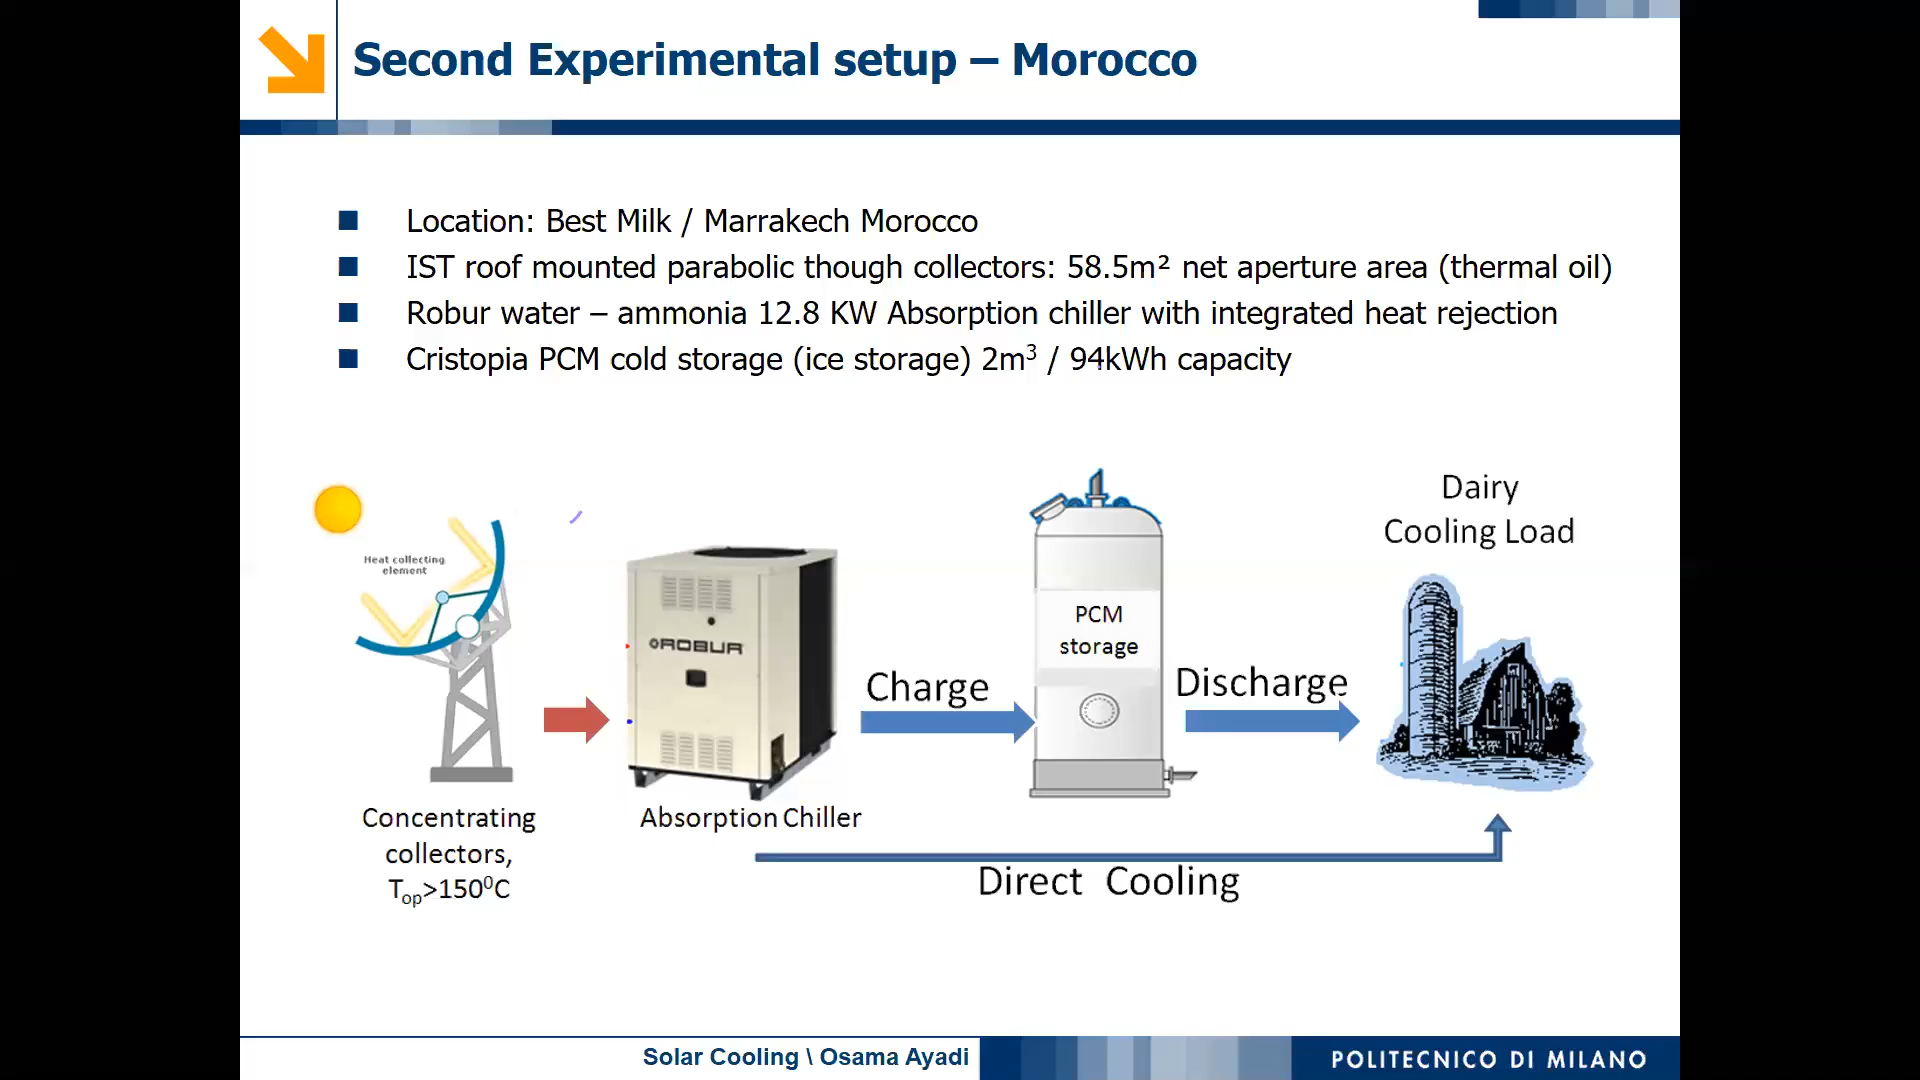 Second Experimental setup – Morocco
Location: Best Milk / Marrakech Morocco
IST roof mounted parabolic though collectors: 58.5m² net aperture area (thermal oil)
Robur water – ammonia 12.8 KW Absorption chiller with integrated heat rejection
Cristopia PCM cold storage (ice storage) 2m³ / 94kWh capacity
Heat collecting
element
ROBUR
Charge
PCM
storage
Discharge
Dairy
Cooling Load
Concentrating
collectors,
Top>150⁰C
Absorption Chiller
Direct Cooling
Solar Cooling \ Osama Ayadi
POLITECNICO DI MILANO